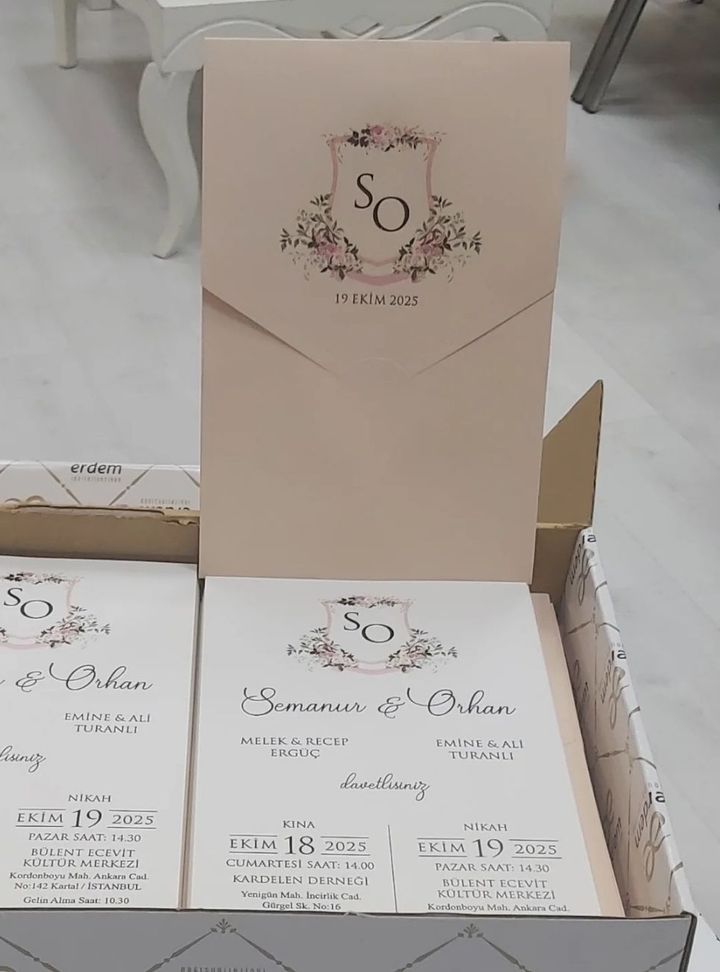 S
O
19 EKİM 2025
erdem
SO
& Orhan
EMİNE & ALİ
TURANLI
NİKAH
EKİM 19 2025
PAZAR SAAT: 14.30
BÜLENT ECEVİT
KÜLTÜR MERKEZİ
Kordonboyu Mah. Ankara Cad.
No:142 Kartal / İSTANBUL
Gelin Alma Saat: 10.30
S
O
Semanur & Orhan
MELEK & RECEP
ERGÜÇ
EMİNE & ALİ
TURANLI
davetlisiniz
KINA
EKİM 18 2025
CUMARTESİ SAAT: 14.00
KARDELEN DERNEĞİ
Yenigün Mah. İncirlik Cad.
Gürgel Sk. No:16
NİKAH
EKİM 19 2025
PAZAR SAAT: 14.30
BÜLENT ECEVİT
KÜLTÜR MERKEZİ
Kordonboyu Mah. Ankara Cad.